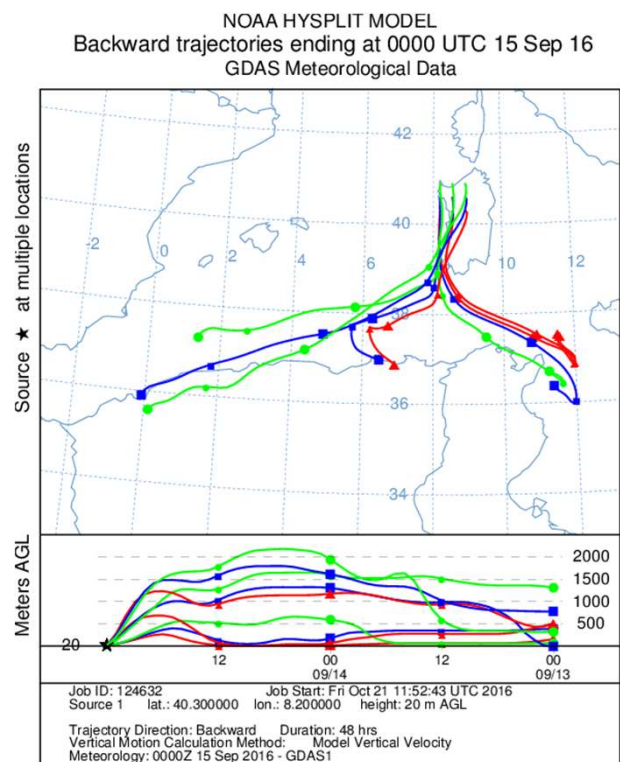 NOAA HYSPLIT MODEL
Backward trajectories ending at 0000 UTC 15 Sep 16
GDAS Meteorological Data
Source ★ at multiple locations
42
40
-2
0
2
4
6
10
12
38
36
34
Meters AGL
2000
1500
1000
500
20
12
00
12
00
09/14
09/13
Job ID: 124632 Job Start: Fri Oct 21 11:52:43 UTC 2016
Source 1 lat.: 40.300000 lon.: 8.200000 height: 20 m AGL
Trajectory Direction: Backward Duration: 48 hrs
Vertical Motion Calculation Method: Model Vertical Velocity
Meteorology: 0000Z 15 Sep 2016 - GDAS1